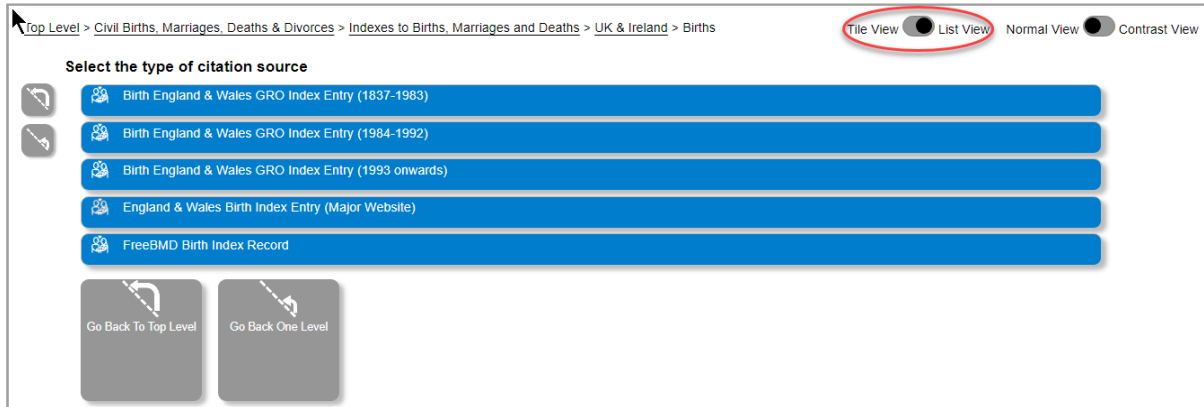 Top Level > Civil Births, Marriages, Deaths & Divorces > Indexes to Births, Marriages and Deaths > UK & Ireland > Births
Tile View List View Normal View Contrast View
Select the type of citation source
Birth England & Wales GRO Index Entry (1837-1983)
Birth England & Wales GRO Index Entry (1984-1992)
Birth England & Wales GRO Index Entry (1993 onwards)
England & Wales Birth Index Entry (Major Website)
FreeBMD Birth Index Record
Go Back To Top Level
Go Back One Level